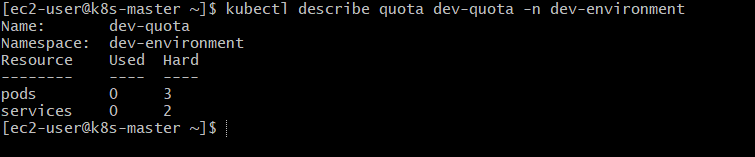 [ec2-user@k8s-master ~]$ kubectl describe quota dev-quota -n dev-environment
Name:       dev-quota
Namespace:  dev-environment
Resource    Used  Hard
--------    ----  ----
pods        0     3
services    0     2
[ec2-user@k8s-master ~]$